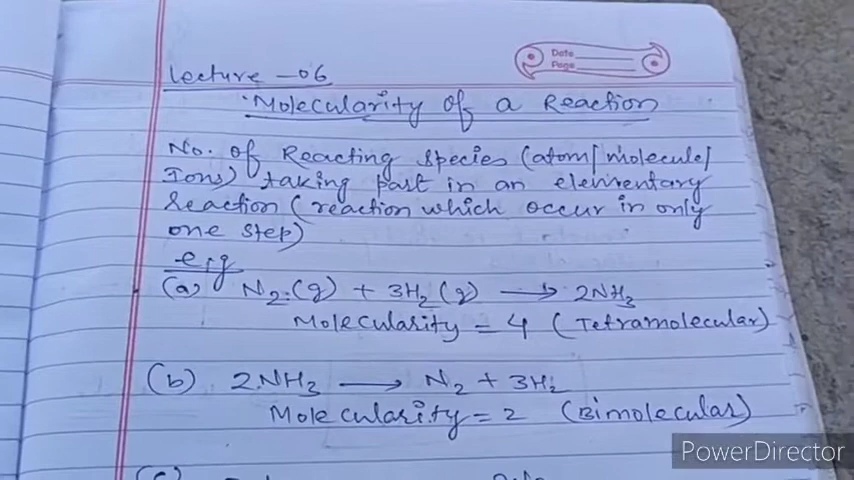 Date
Page
Lecture -06
Molecularity of a Reaction
No. of Reacting species (atom/molecule/
Ions) taking part in an elementary
Reaction (reaction which occur in only
one step)
e.g
(a) N₂(g) + 3H₂(g) ⟶ 2NH₃
Molecularity = 4 (Tetramolecular)
(b) 2NH₃ ⟶ N₂ + 3H₂
Molecularity = 2 (Bimolecular)
PowerDirector